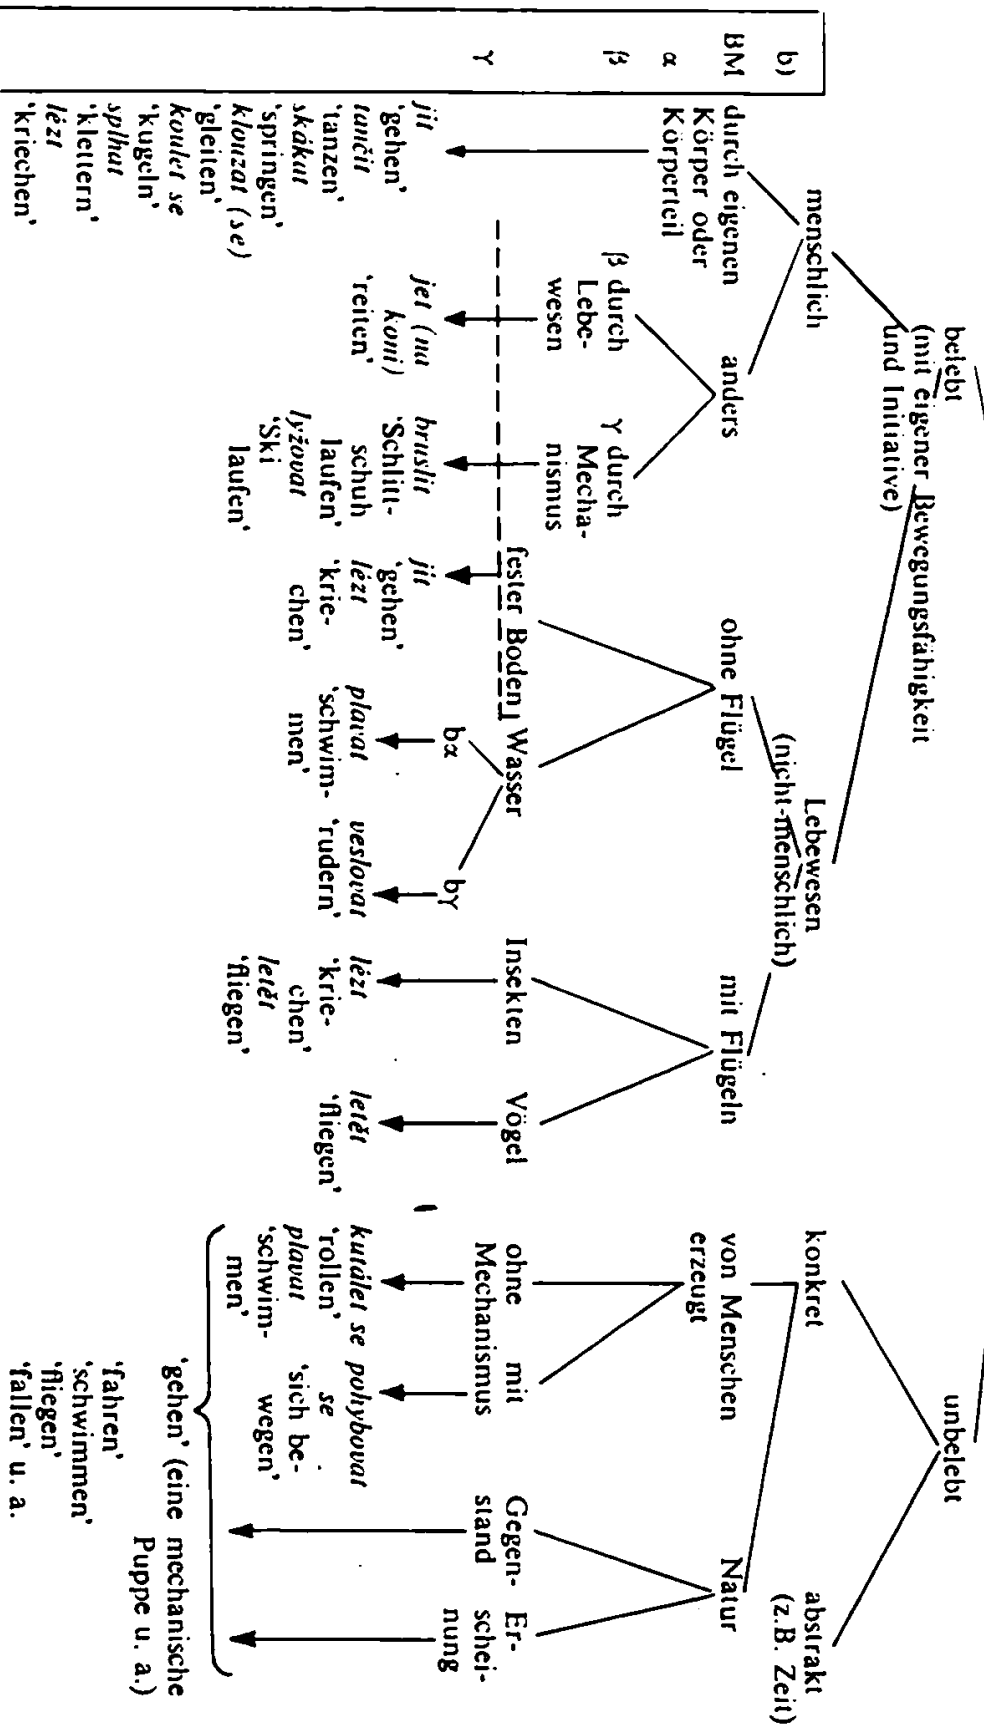 b)
BM
α
β
γ
belebt
(mit eigener Bewegungsfähigkeit
und Initiative)
unbelebt
menschlich
Lebewesen
(nicht-menschlich)
konkret
abstrakt
(z.B. Zeit)
durch eigenen
Körper oder
Körperteil
anders
ohne Flügel
mit Flügeln
von Menschen
erzeugt
Natur
β durch
Lebe-
wesen
γ durch
Mecha-
nismus
fester Boden
Wasser
bα
bγ
Insekten
Vögel
ohne mit
Mechanismus
Gegen-
stand
Er-
schei-
nung
jít
'gehen'
tančit
'tanzen'
skákat
'springen'
klouzat (se)
'gleiten'
koulet se
'kugeln'
šplhat
'klettern'
lézt
'kriechen'
jet (na
koni)
'reiten'
bruslit
'Schlitt-
schuh
laufen'
lyžovat
'Ski
laufen'
jít
'gehen'
lézt
'krie-
chen'
plavat
'schwim-
men'
veslovat
'rudern'
lézt
'krie-
chen'
letět
'fliegen'
letět
'fliegen'
kutálet se
'rollen'
plavat
'schwim-
men'
pohybovat
se
'sich be-
wegen'
'gehen' (eine mechanische
Puppe u. a.)
'fahren'
'schwimmen'
'fliegen'
'fallen' u. a.